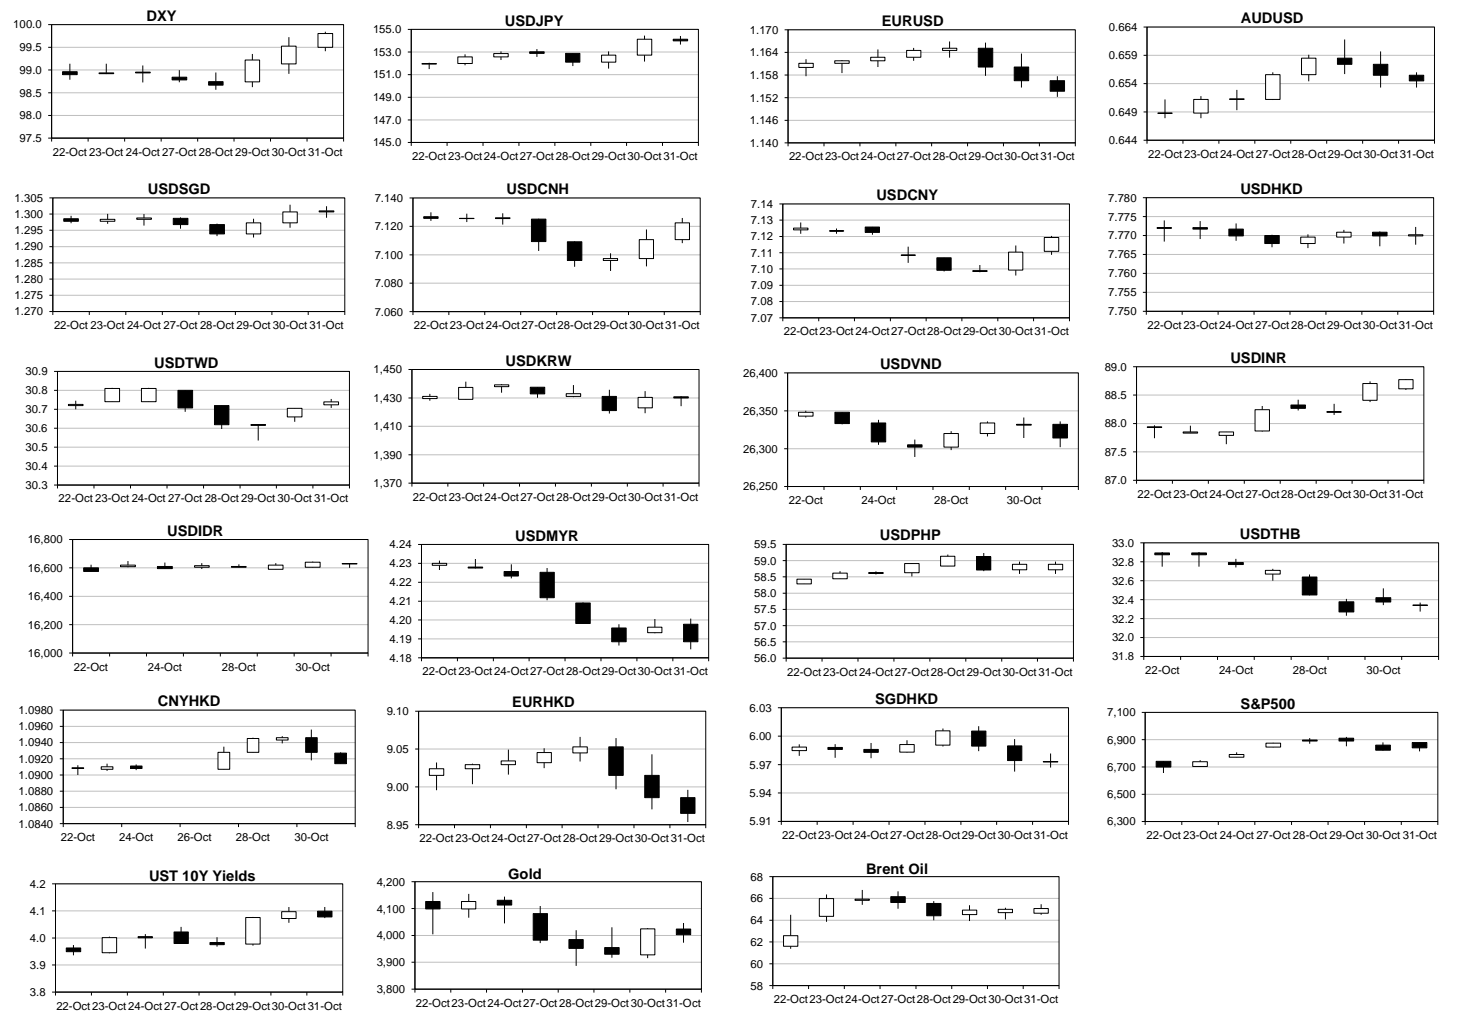 DXY
100.0
99.5
99.0
98.5
98.0
97.5
22-Oct 23-Oct 24-Oct 27-Oct 28-Oct 29-Oct 30-Oct 31-Oct
USDJPY
155.0
153.0
151.0
149.0
147.0
145.0
22-Oct 23-Oct 24-Oct 27-Oct 28-Oct 29-Oct 30-Oct 31-Oct
EURUSD
1.170
1.164
1.158
1.152
1.146
1.140
22-Oct 23-Oct 24-Oct 27-Oct 28-Oct 29-Oct 30-Oct 31-Oct
AUDUSD
0.664
0.659
0.654
0.649
0.644
22-Oct 23-Oct 24-Oct 27-Oct 28-Oct 29-Oct 30-Oct 31-Oct
USDSGD
1.305
1.300
1.295
1.290
1.285
1.280
1.275
1.270
22-Oct 23-Oct 24-Oct 27-Oct 28-Oct 29-Oct 30-Oct 31-Oct
USDCNH
7.140
7.120
7.100
7.080
7.060
22-Oct 23-Oct 24-Oct 27-Oct 28-Oct 29-Oct 30-Oct 31-Oct
USDCNY
7.14
7.13
7.12
7.11
7.10
7.09
7.08
7.07
22-Oct 23-Oct 24-Oct 27-Oct 28-Oct 29-Oct 30-Oct 31-Oct
USDHKD
7.780
7.775
7.770
7.765
7.760
7.755
7.750
22-Oct 23-Oct 24-Oct 27-Oct 28-Oct 29-Oct 30-Oct 31-Oct
USDTWD
30.9
30.8
30.7
30.6
30.5
30.4
30.3
22-Oct 23-Oct 24-Oct 27-Oct 28-Oct 29-Oct 30-Oct 31-Oct
USDKRW
1,450
1,430
1,410
1,390
1,370
22-Oct 23-Oct 24-Oct 27-Oct 28-Oct 29-Oct 30-Oct 31-Oct
USDVND
26,400
26,350
26,300
26,250
22-Oct 24-Oct 28-Oct 30-Oct
USDINR
89.0
88.5
88.0
87.5
87.0
22-Oct 23-Oct 24-Oct 27-Oct 28-Oct 29-Oct 30-Oct 31-Oct
USDIDR
16,800
16,600
16,400
16,200
16,000
22-Oct 24-Oct 28-Oct 30-Oct
USDMYR
4.24
4.23
4.22
4.21
4.20
4.19
4.18
22-Oct 23-Oct 24-Oct 27-Oct 28-Oct 29-Oct 30-Oct 31-Oct
USDPHP
59.5
59.0
58.5
58.0
57.5
57.0
56.5
56.0
22-Oct 23-Oct 24-Oct 27-Oct 28-Oct 29-Oct 30-Oct 31-Oct
USDTHB
33.0
32.8
32.6
32.4
32.2
32.0
31.8
22-Oct 24-Oct 28-Oct 30-Oct
CNYHKD
1.0980
1.0960
1.0940
1.0920
1.0900
1.0880
1.0860
1.0840
22-Oct 24-Oct 26-Oct 28-Oct 30-Oct
EURHKD
9.10
9.05
9.00
8.95
22-Oct 23-Oct 24-Oct 27-Oct 28-Oct 29-Oct 30-Oct 31-Oct
SGDHKD
6.03
6.00
5.97
5.94
5.91
22-Oct 23-Oct 24-Oct 27-Oct 28-Oct 29-Oct 30-Oct 31-Oct
S&P500
7,100
6,900
6,700
6,500
6,300
22-Oct 23-Oct 24-Oct 27-Oct 28-Oct 29-Oct 30-Oct 31-Oct
UST 10Y Yields
4.2
4.1
4.0
3.9
3.8
22-Oct 23-Oct 24-Oct 27-Oct 28-Oct 29-Oct 30-Oct 31-Oct
Gold
4,200
4,100
4,000
3,900
3,800
22-Oct 23-Oct 24-Oct 27-Oct 28-Oct 29-Oct 30-Oct 31-Oct
Brent Oil
68
66
64
62
60
58
22-Oct 23-Oct 24-Oct 27-Oct 28-Oct 29-Oct 30-Oct 31-Oct